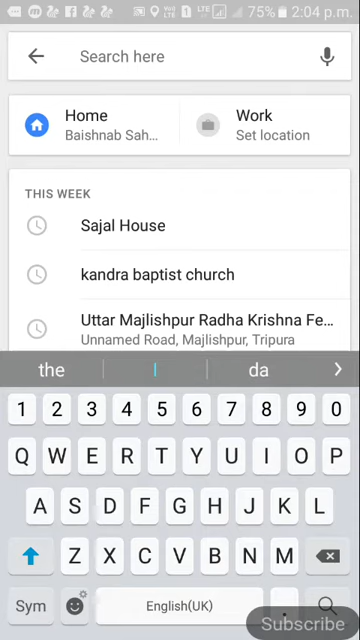 75% 2:04 p.m.
Search here
Home
Baishnab Sah...
Work
Set location
THIS WEEK
Sajal House
kandra baptist church
Uttar Majlishpur Radha Krishna Fe...
Unnamed Road, Majlishpur, Tripura
the I da
1 2 3 4 5 6 7 8 9 0
Q W E R T Y U I O P
A S D F G H J K L
Z X C V B N M
Sym English(UK) .
Subscribe